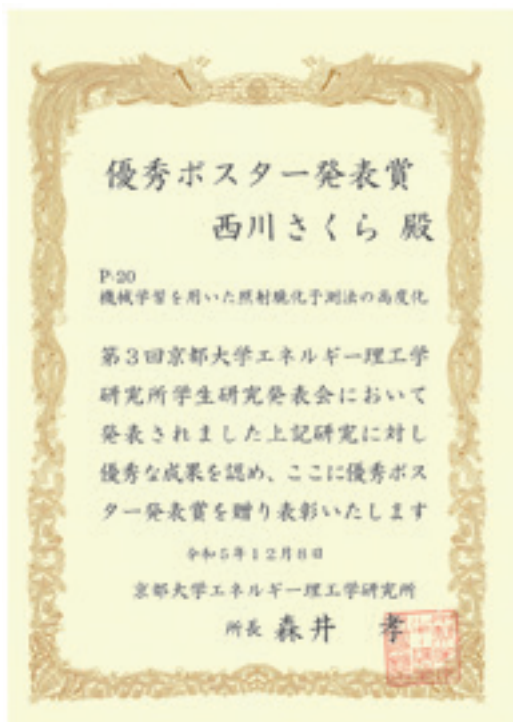 優秀ポスター発表賞
西川さくら 殿
P-20
機械学習を用いた照射脆化予測法の高度化
第3回京都大学エネルギー理工学
研究所学生研究発表会において
発表されました上記研究に対し
優秀な成果を認め、ここに優秀ポス
ター発表賞を贈り表彰いたします
令和5年12月8日
京都大学エネルギー理工学研究所
所長 森井 孝